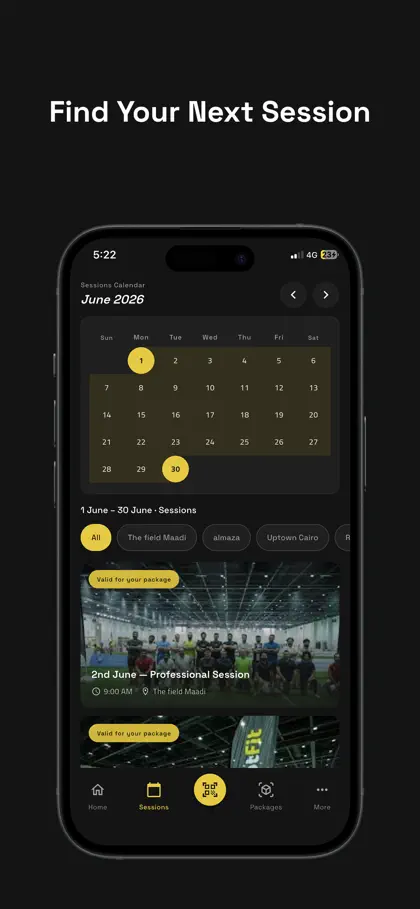 Find Your Next Session
5:22
4G 23
Sessions Calendar
June 2026
Sun Mon Tue Wed Thu Fri Sat
1 2 3 4 5 6
7 8 9 10 11 12 13
14 15 16 17 18 19 20
21 22 23 24 25 26 27
28 29 30
1 June – 30 June · Sessions
All The field Maadi almaza Uptown Cairo R
Valid for your package
2nd June — Professional Session
9:00 AM The field Maadi
Valid for your package
tFit
Home Sessions Packages More